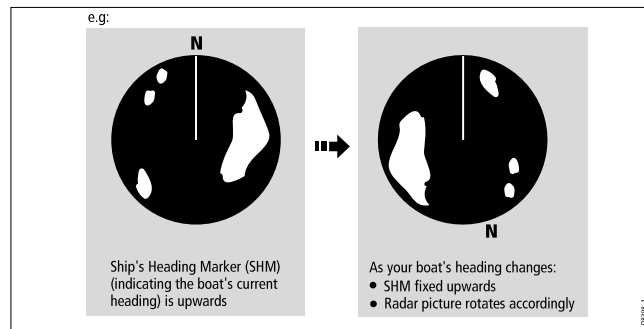 e.g:
N
Ship's Heading Marker (SHM)
(indicating the boat's current
heading) is upwards
N
As your boat's heading changes:
● SHM fixed upwards
● Radar picture rotates accordingly